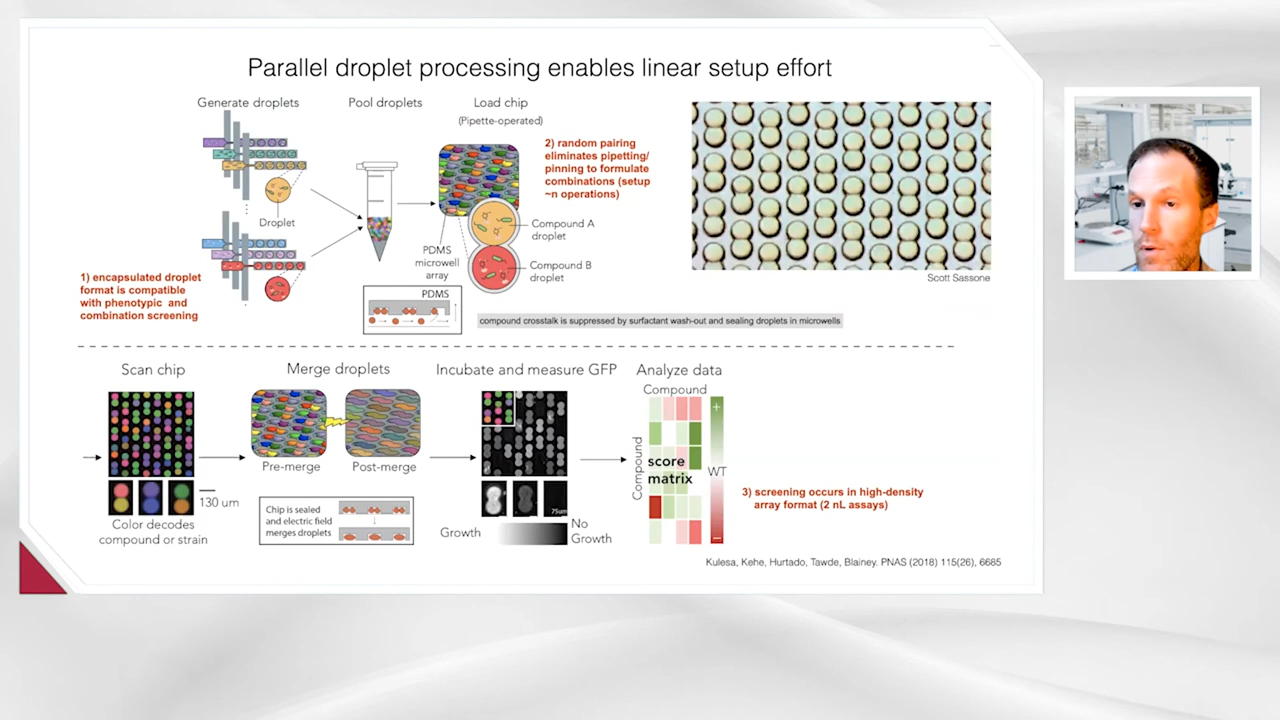 Parallel droplet processing enables linear setup effort
Generate droplets
Pool droplets
Load chip
(Pipette-operated)
2) random pairing
eliminates pipetting/
pinning to formulate
combinations (setup
~n operations)
Droplet
Compound A
droplet
PDMS
microwell
array
Compound B
droplet
1) encapsulated droplet
format is compatible
with phenotypic and
combination screening
PDMS
compound crosstalk is suppressed by surfactant wash-out and sealing droplets in microwells
Scott Sassone
Scan chip
Merge droplets
Incubate and measure GFP
Analyze data
Compound
Compound
score
matrix
+
WT
–
Pre-merge
Post-merge
130 um
75um
Color decodes
compound or strain
Chip is sealed
and electric field
merges droplets
Growth
No
Growth
3) screening occurs in high-density
array format (2 nL assays)
Kulesa, Kehe, Hurtado, Tawde, Blainey. PNAS (2018) 115(26), 6685